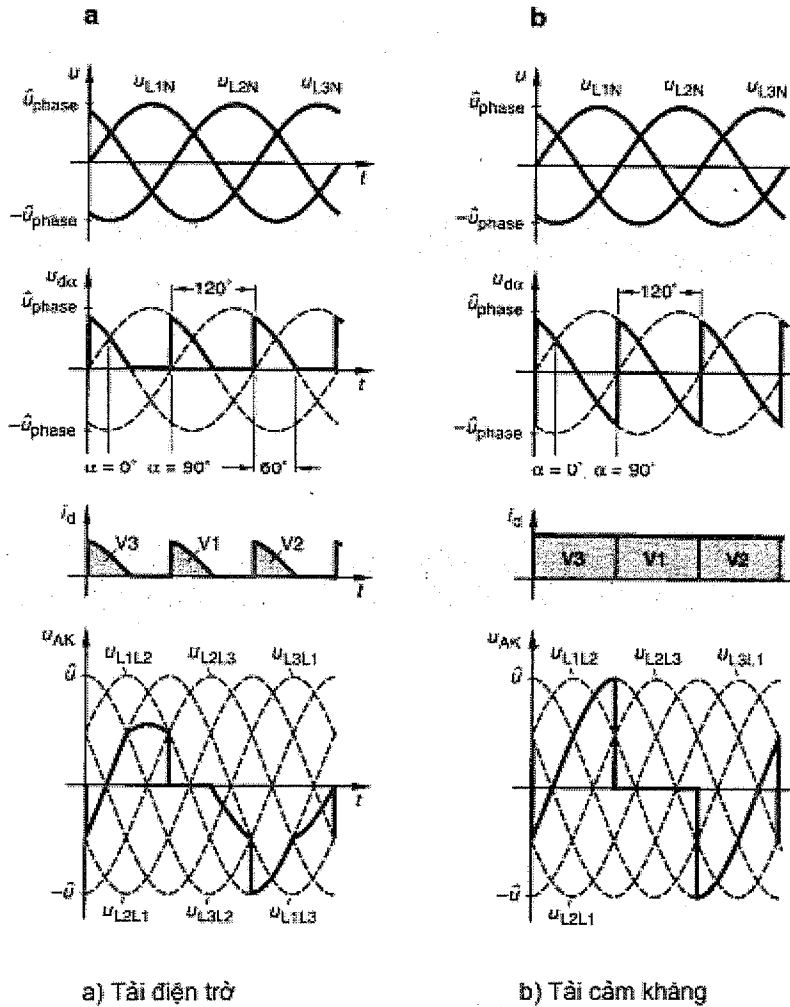 a
b
u
u_L1N u_L2N u_L3N
û_phase
t
-û_phase
u
u_L1N u_L2N u_L3N
û_phase
t
-û_phase
u_dα
120°
û_phase
t
-û_phase
α = 0° α = 90° 60°
u_dα
120°
û_phase
-û_phase
α = 0° α = 90°
i_d
V3 V1 V2
t
i_d
V3 V1 V2
t
u_AK
u_L1L2 u_L2L3 u_L3L1
û
t
-û
u_L2L1 u_L3L2 u_L1L3
u_AK
u_L1L2 u_L2L3 u_L3L1
û
t
-û
u_L2L1
a) Tải điện trở
b) Tải cảm kháng